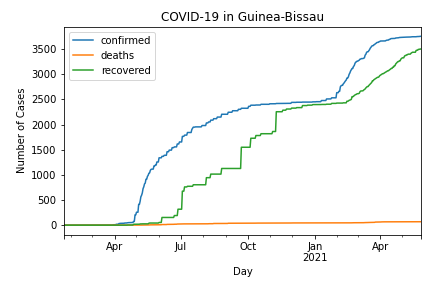 COVID-19 in Guinea-Bissau
confirmed
deaths
recovered
Number of Cases
3500
3000
2500
2000
1500
1000
500
0
Apr
Jul
Oct
Jan
2021
Apr
Day